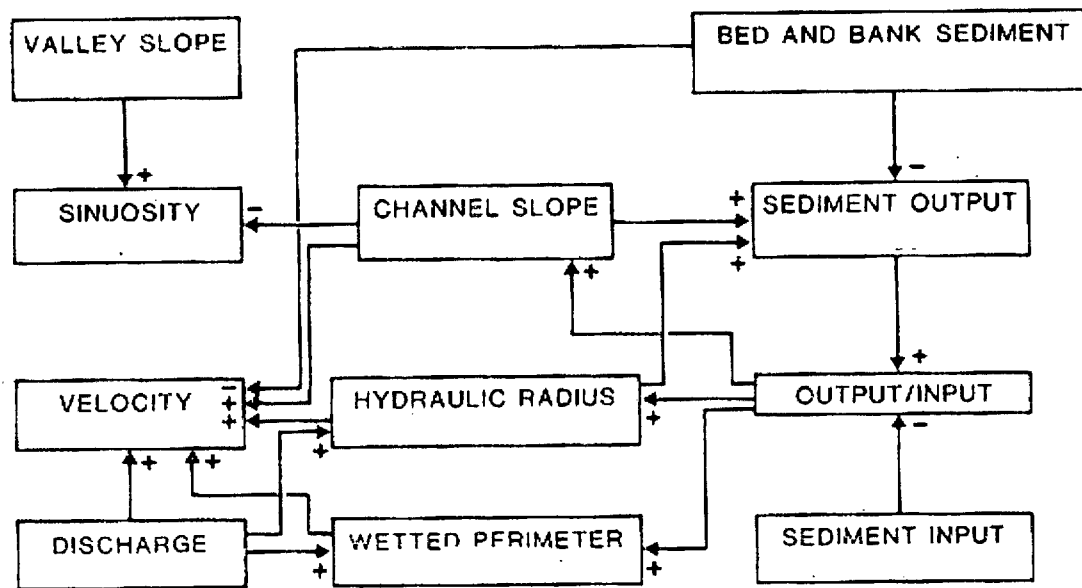 VALLEY SLOPE
BED AND BANK SEDIMENT
+
-
SINUOSITY
-
CHANNEL SLOPE
+
SEDIMENT OUTPUT
+
+
+
VELOCITY
-
+
+
HYDRAULIC RADIUS
+
OUTPUT/INPUT
-
+
+
+
DISCHARGE
+
WETTED PERIMETER
+
SEDIMENT INPUT